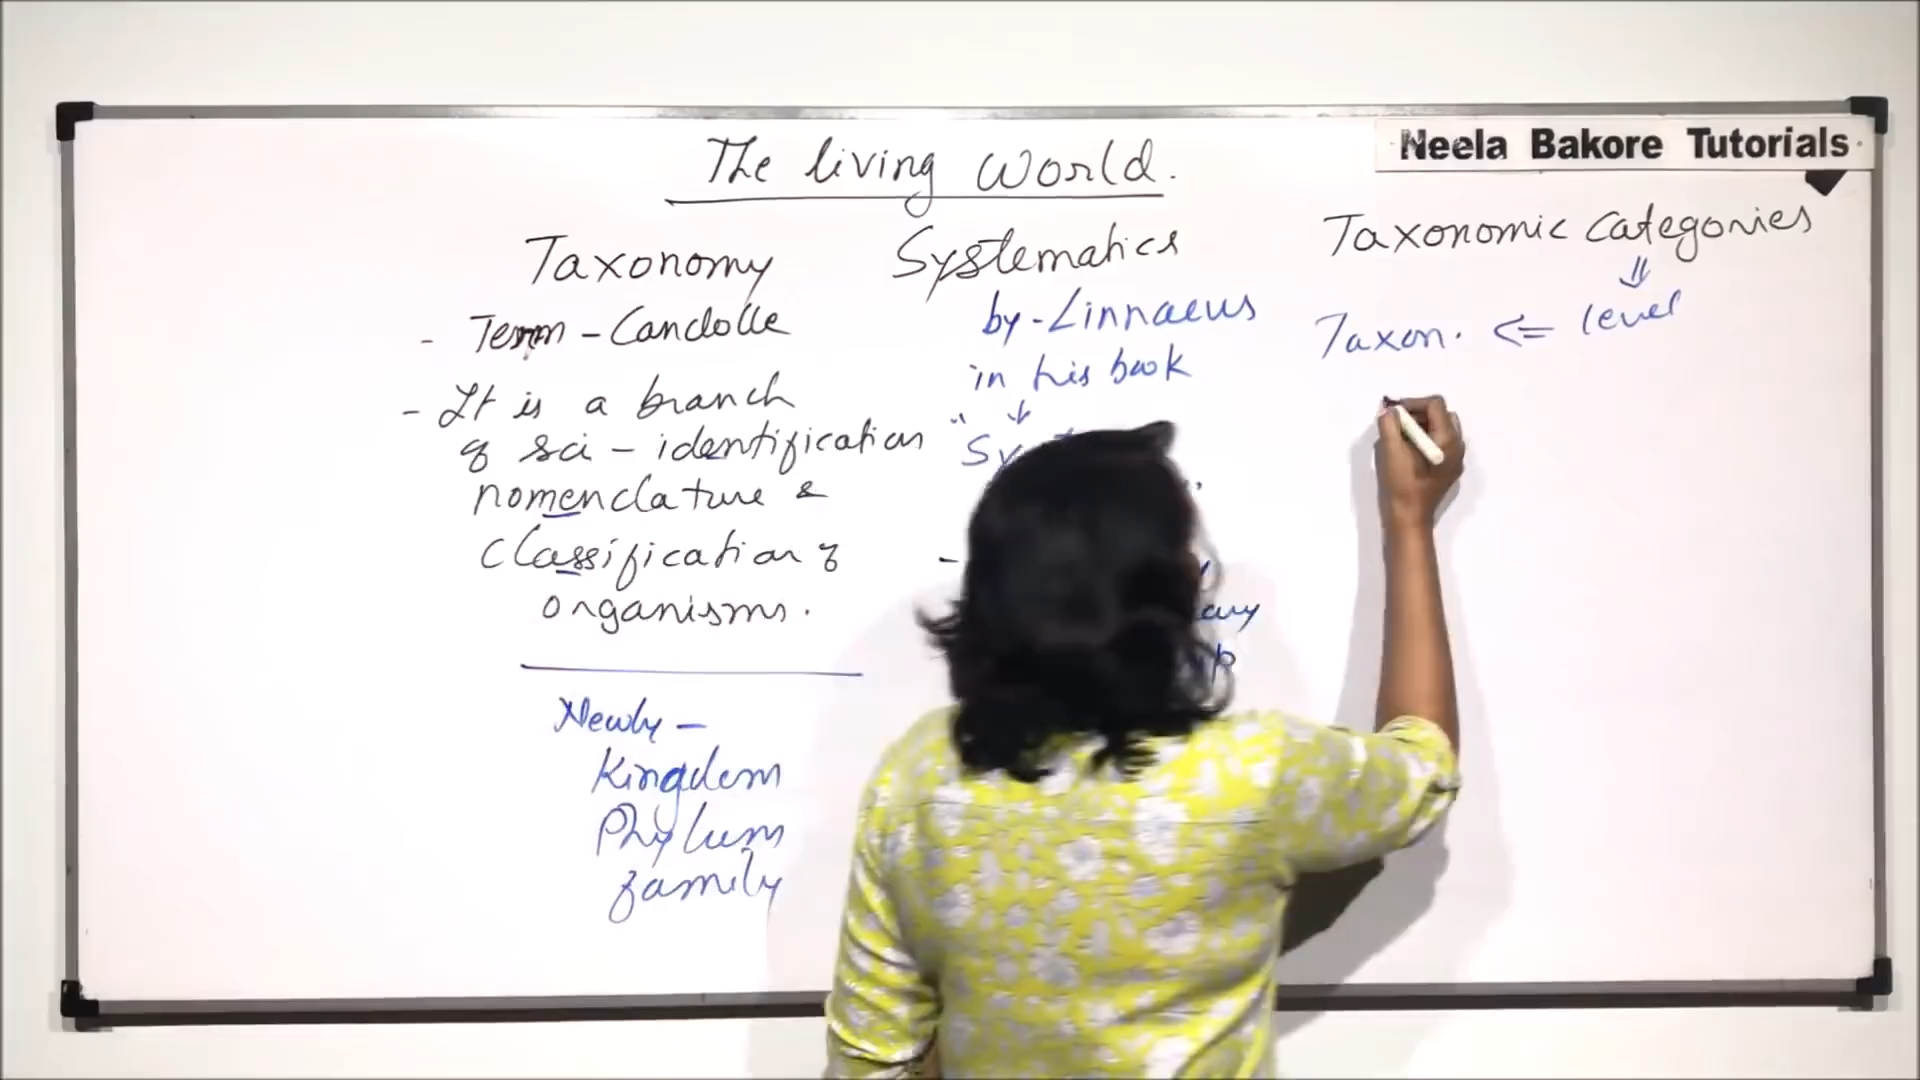 The living world.
Neela Bakore Tutorials
Taxonomy
- Term - Candolle
- It is a branch
of sci - identification
nomenclature &
classification of
organisms.
Newly -
Kingdom
Phylum
family
Systematics
by - Linnaeus
in his book
Taxonomic categories
Taxon. <= level